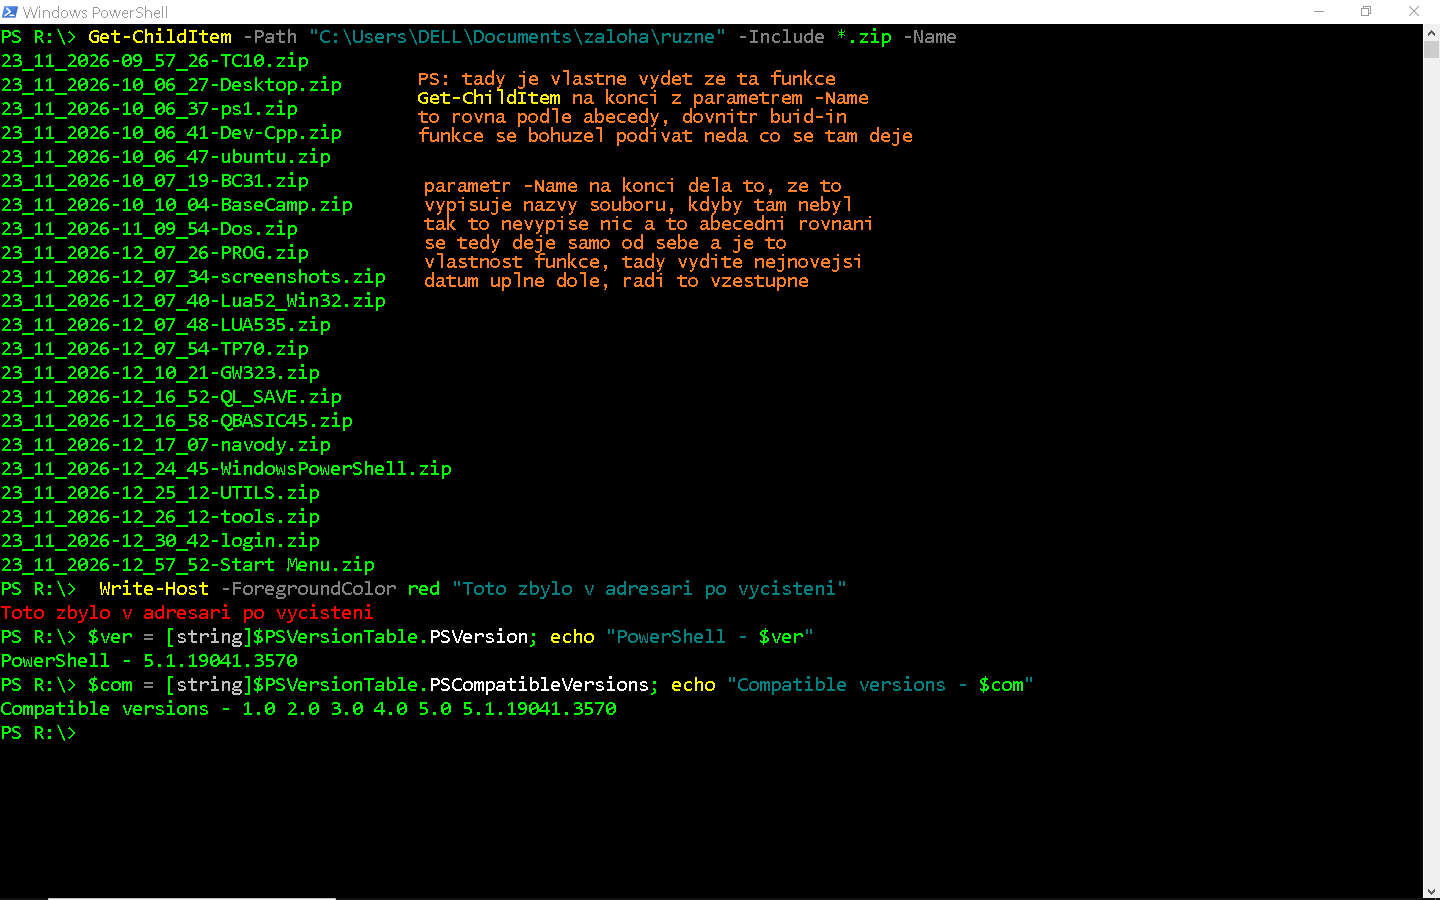 Windows PowerShell
PS R:\> Get-ChildItem -Path "C:\Users\DELL\Documents\zaloha\ruzne" -Include *.zip -Name
23_11_2026-09_57_26-TC10.zip
23_11_2026-10_06_27-Desktop.zip
23_11_2026-10_06_37-ps1.zip
23_11_2026-10_06_41-Dev-Cpp.zip
23_11_2026-10_06_47-ubuntu.zip
23_11_2026-10_07_19-BC31.zip
23_11_2026-10_10_04-BaseCamp.zip
23_11_2026-11_09_54-Dos.zip
23_11_2026-12_07_26-PROG.zip
23_11_2026-12_07_34-screenshots.zip
23_11_2026-12_07_40-Lua52_Win32.zip
23_11_2026-12_07_48-LUA535.zip
23_11_2026-12_07_54-TP70.zip
23_11_2026-12_10_21-GW323.zip
23_11_2026-12_16_52-QL_SAVE.zip
23_11_2026-12_16_58-QBASIC45.zip
23_11_2026-12_17_07-navody.zip
23_11_2026-12_24_45-WindowsPowerShell.zip
23_11_2026-12_25_12-UTILS.zip
23_11_2026-12_26_12-tools.zip
23_11_2026-12_30_42-login.zip
23_11_2026-12_57_52-Start Menu.zip
PS: tady je vlastne vydet ze ta funkce
Get-ChildItem na konci z parametrem -Name
to rovna podle abecedy, dovnitr buid-in
funkce se bohuzel podivat neda co se tam deje
parametr -Name na konci dela to, ze to
vypisuje nazvy souboru, kdyby tam nebyl
tak to nevypise nic a to abecedni rovnani
se tedy deje samo od sebe a je to
vlastnost funkce, tady vydite nejnovejsi
datum uplne dole, radi to vzestupne
PS R:\>  Write-Host -ForegroundColor red "Toto zbylo v adresari po vycisteni"
Toto zbylo v adresari po vycisteni
PS R:\> $ver = [string]$PSVersionTable.PSVersion; echo "PowerShell - $ver"
PowerShell - 5.1.19041.3570
PS R:\> $com = [string]$PSVersionTable.PSCompatibleVersions; echo "Compatible versions - $com"
Compatible versions - 1.0 2.0 3.0 4.0 5.0 5.1.19041.3570
PS R:\>